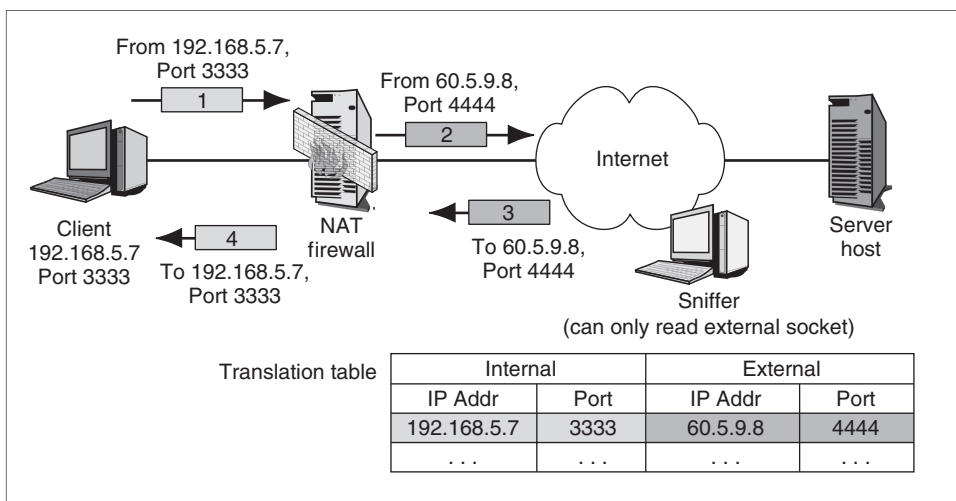 From 192.168.5.7,
Port 3333
1
From 60.5.9.8,
Port 4444
2
Internet
3
To 60.5.9.8,
Port 4444
4
To 192.168.5.7,
Port 3333
Client
192.168.5.7
Port 3333
NAT
firewall
Server
host
Sniffer
(can only read external socket)
Translation table
Internal External
IP Addr Port IP Addr Port
192.168.5.7 3333 60.5.9.8 4444
. . . . . . . . . . . .